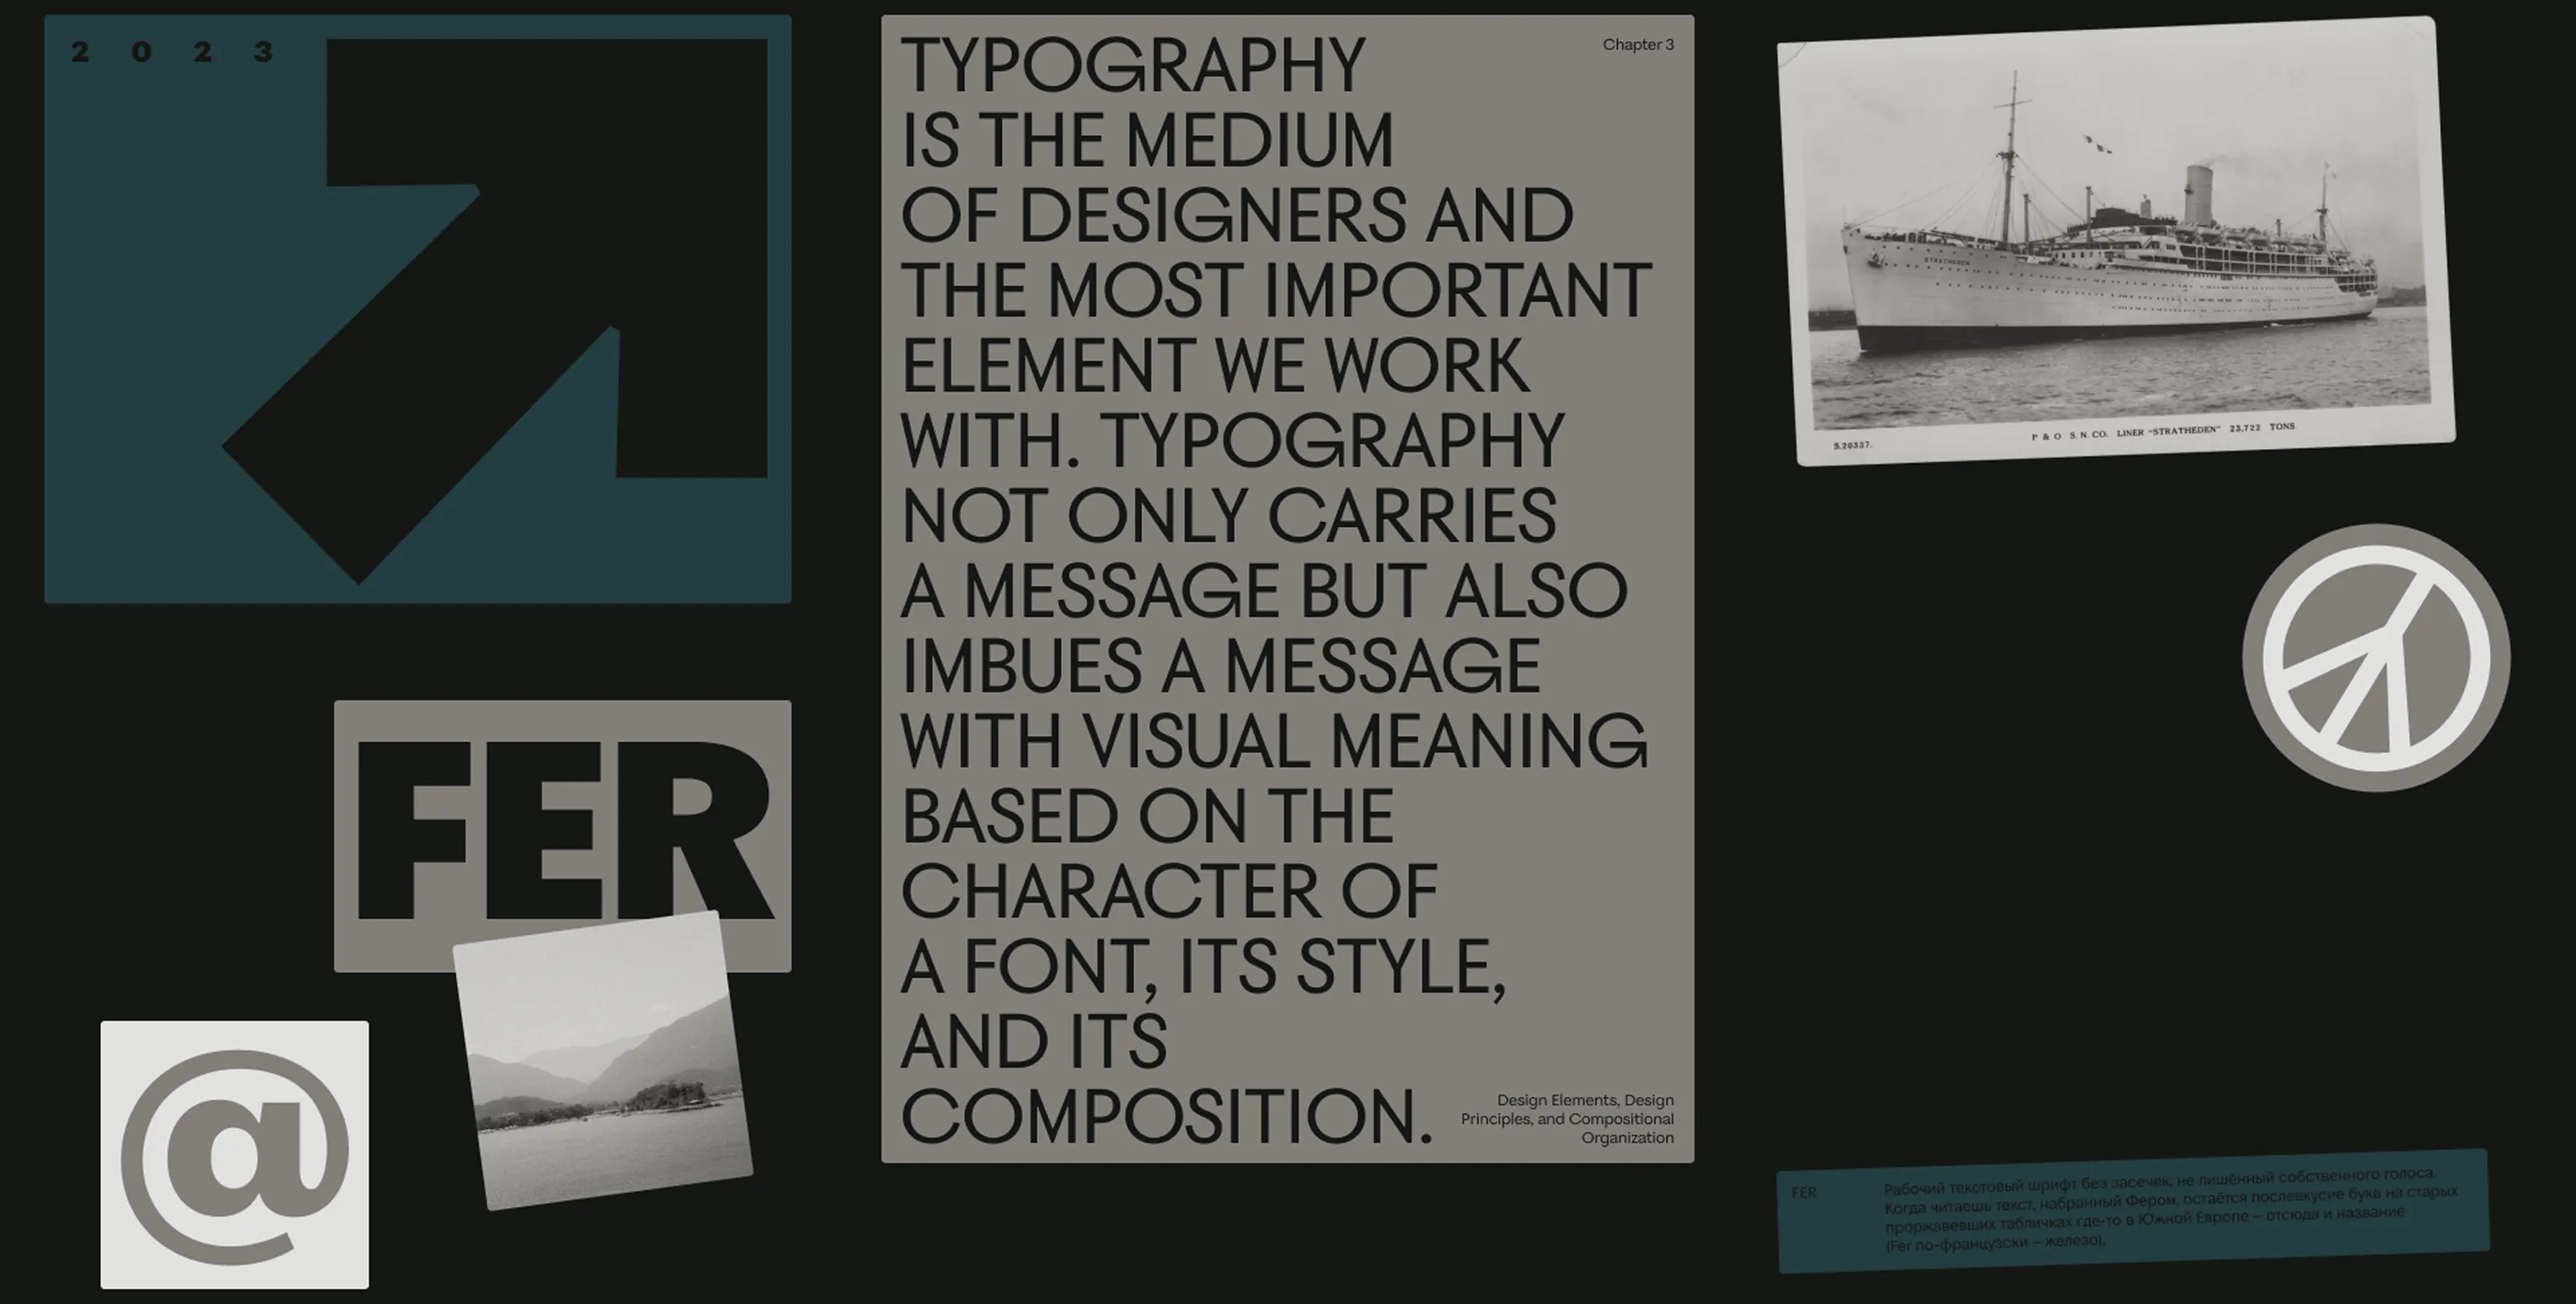 2 0 2 3
FER
@
Chapter 3
TYPOGRAPHY
IS THE MEDIUM
OF DESIGNERS AND
THE MOST IMPORTANT
ELEMENT WE WORK
WITH. TYPOGRAPHY
NOT ONLY CARRIES
A MESSAGE BUT ALSO
IMBUES A MESSAGE
WITH VISUAL MEANING
BASED ON THE
CHARACTER OF
A FONT, ITS STYLE,
AND ITS
COMPOSITION.
Design Elements, Design
Principles, and Compositional
Organization
STRATHEDEN
S.20337.
P & O S. N. CO. LINER "STRATHEDEN" 23,722 TONS.
FER
Рабочий текстовый шрифт без засечек, не лишённый собственного голоса.
Когда читаешь текст, набранный Фером, остаётся послевкусие букв на старых
проржавевших табличках где-то в Южной Европе – отсюда и название
(Fer по-французски – железо).